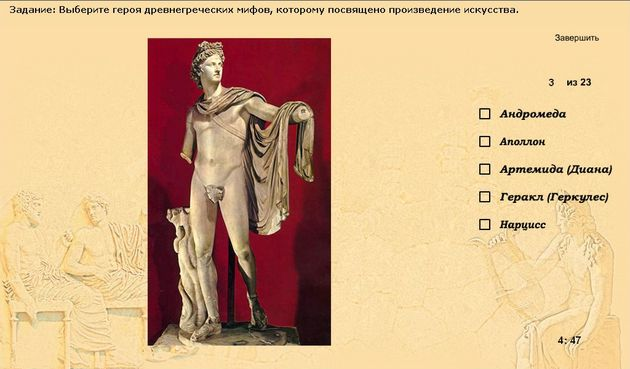 Задание: Выберите героя древнегреческих мифов, которому посвящено произведение искусства.
Завершить
3 из 23
Андромеда
Аполлон
Артемида (Диана)
Геракл (Геркулес)
Нарцисс
4: 47